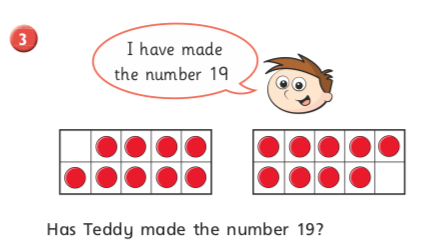 3
I have made
the number 19
Has Teddy made the number 19?